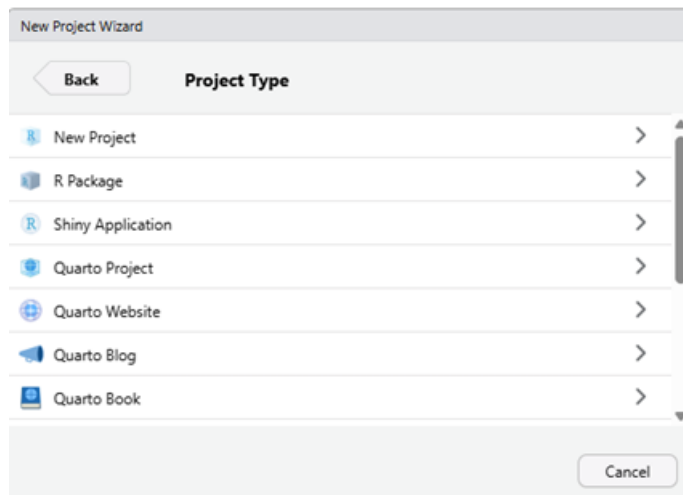 New Project Wizard
Back
Project Type
R New Project
R Package
R Shiny Application
Quarto Project
Quarto Website
Quarto Blog
Quarto Book
Cancel